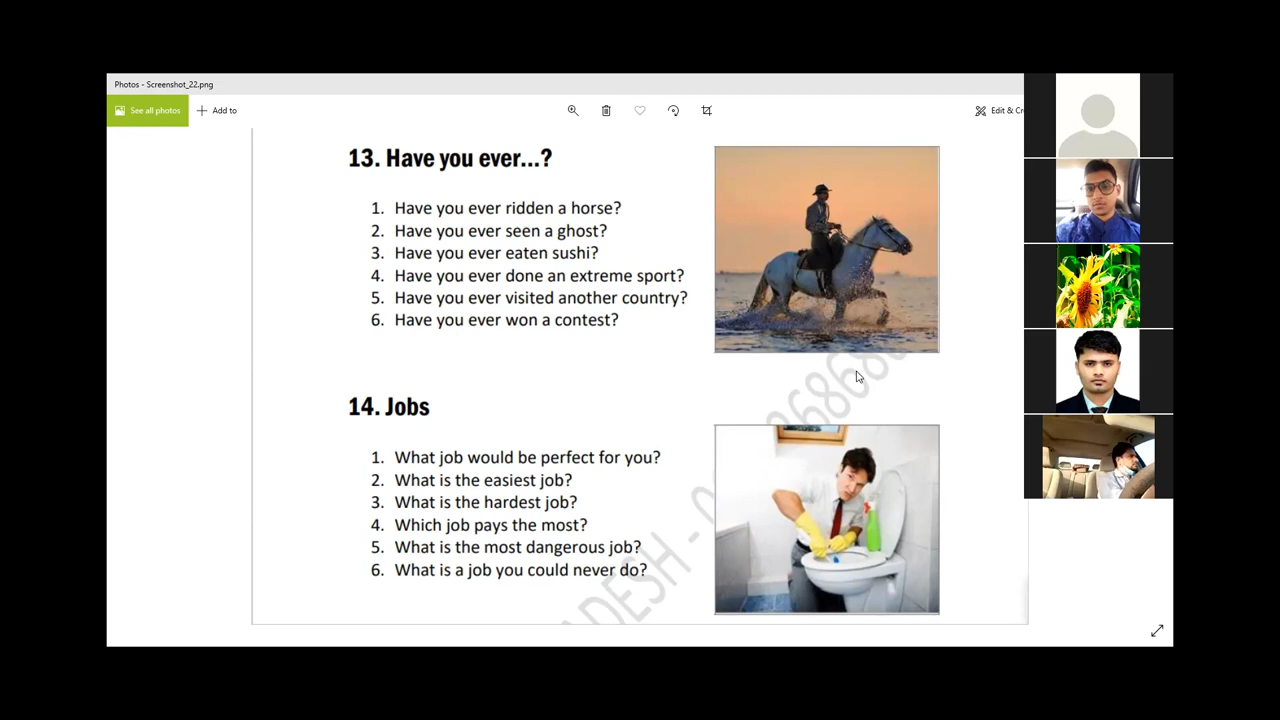 Photos - Screenshot_22.png
See all photos
Add to
Edit & Cr
13. Have you ever...?
1. Have you ever ridden a horse?
2. Have you ever seen a ghost?
3. Have you ever eaten sushi?
4. Have you ever done an extreme sport?
5. Have you ever visited another country?
6. Have you ever won a contest?
14. Jobs
1. What job would be perfect for you?
2. What is the easiest job?
3. What is the hardest job?
4. Which job pays the most?
5. What is the most dangerous job?
6. What is a job you could never do?